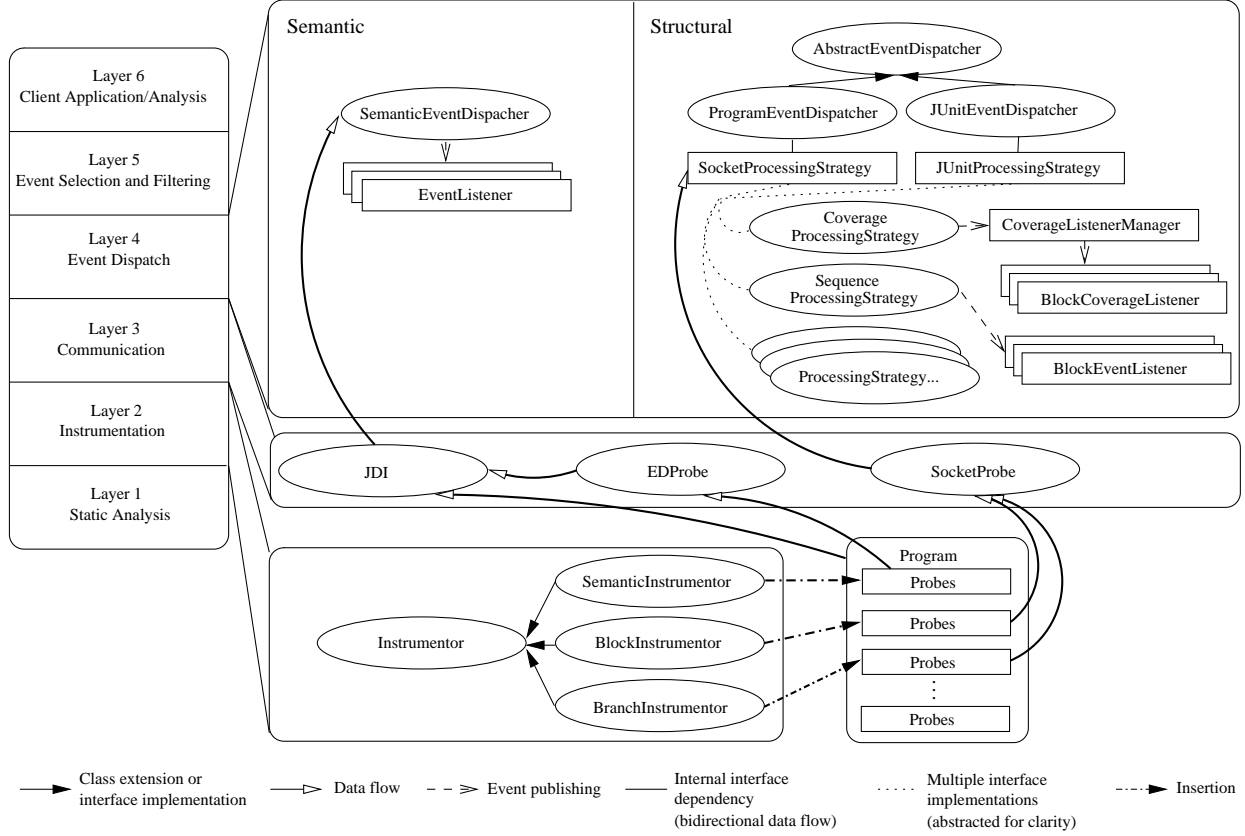 Layer 6
Client Application/Analysis
Layer 5
Event Selection and Filtering
Layer 4
Event Dispatch
Layer 3
Communication
Layer 2
Instrumentation
Layer 1
Static Analysis
Semantic
SemanticEventDispacher
EventListener
Structural
AbstractEventDispatcher
ProgramEventDispatcher
JUnitEventDispatcher
SocketProcessingStrategy
JUnitProcessingStrategy
Coverage
ProcessingStrategy
CoverageListenerManager
BlockCoverageListener
Sequence
ProcessingStrategy
BlockEventListener
ProcessingStrategy...
JDI
EDProbe
SocketProbe
Instrumentor
SemanticInstrumentor
BlockInstrumentor
BranchInstrumentor
Program
Probes
Probes
Probes
Probes
Class extension or
interface implementation
Data flow
Event publishing
Internal interface
dependency
(bidirectional data flow)
Multiple interface
implementations
(abstracted for clarity)
Insertion